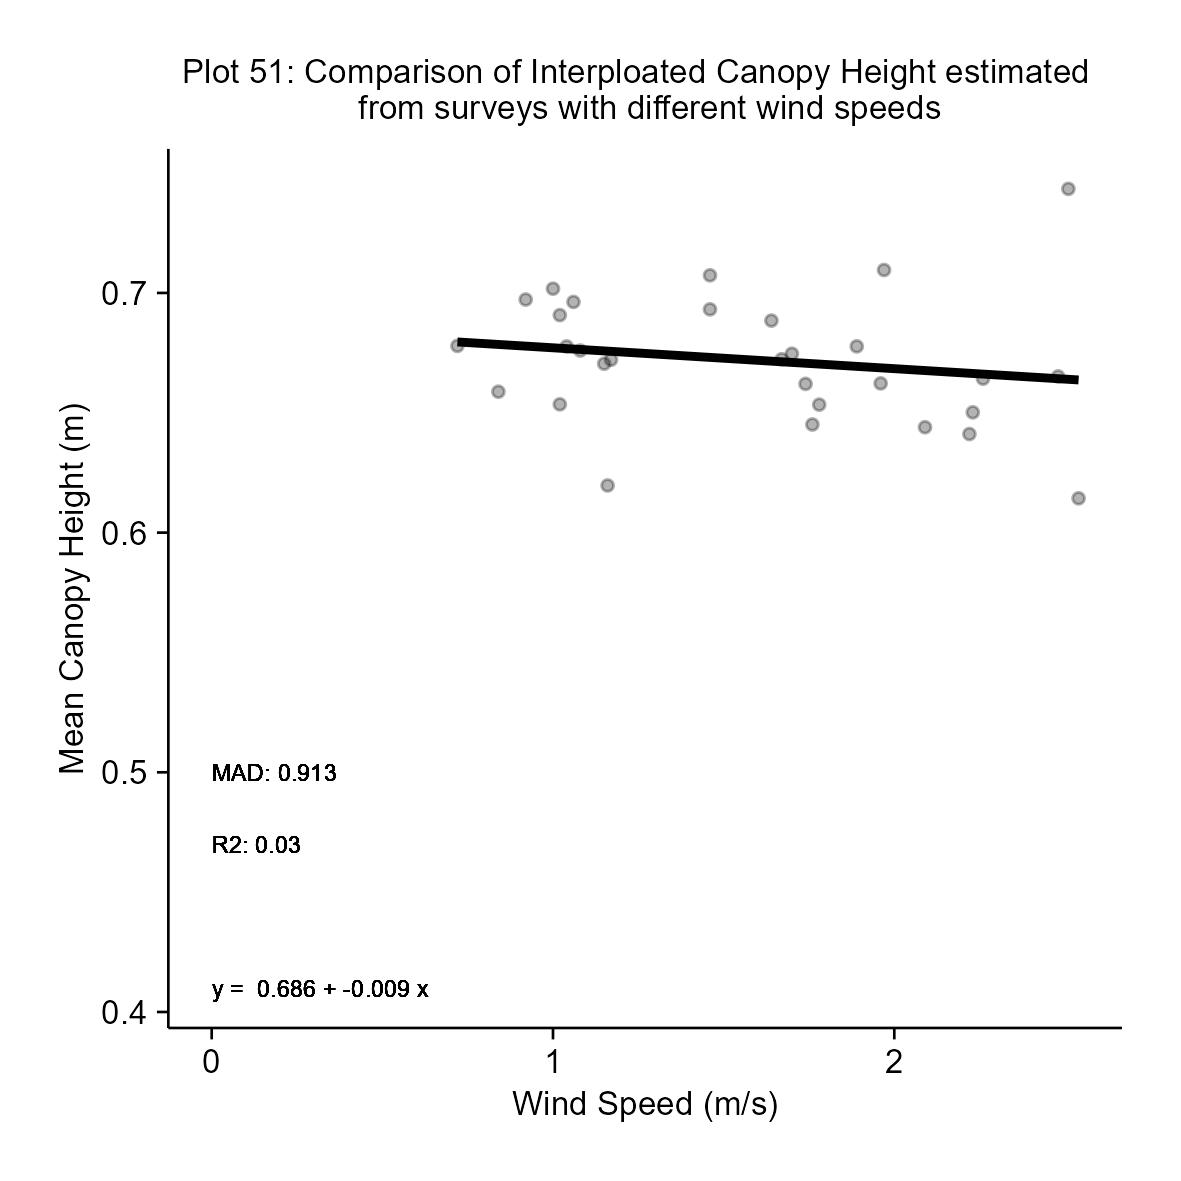 Plot 51: Comparison of Interploated Canopy Height estimated
from surveys with different wind speeds
Mean Canopy Height (m)
0.7
0.6
0.5
0.4
MAD: 0.913
R2: 0.03
y =  0.686 + -0.009 x
0
1
2
Wind Speed (m/s)